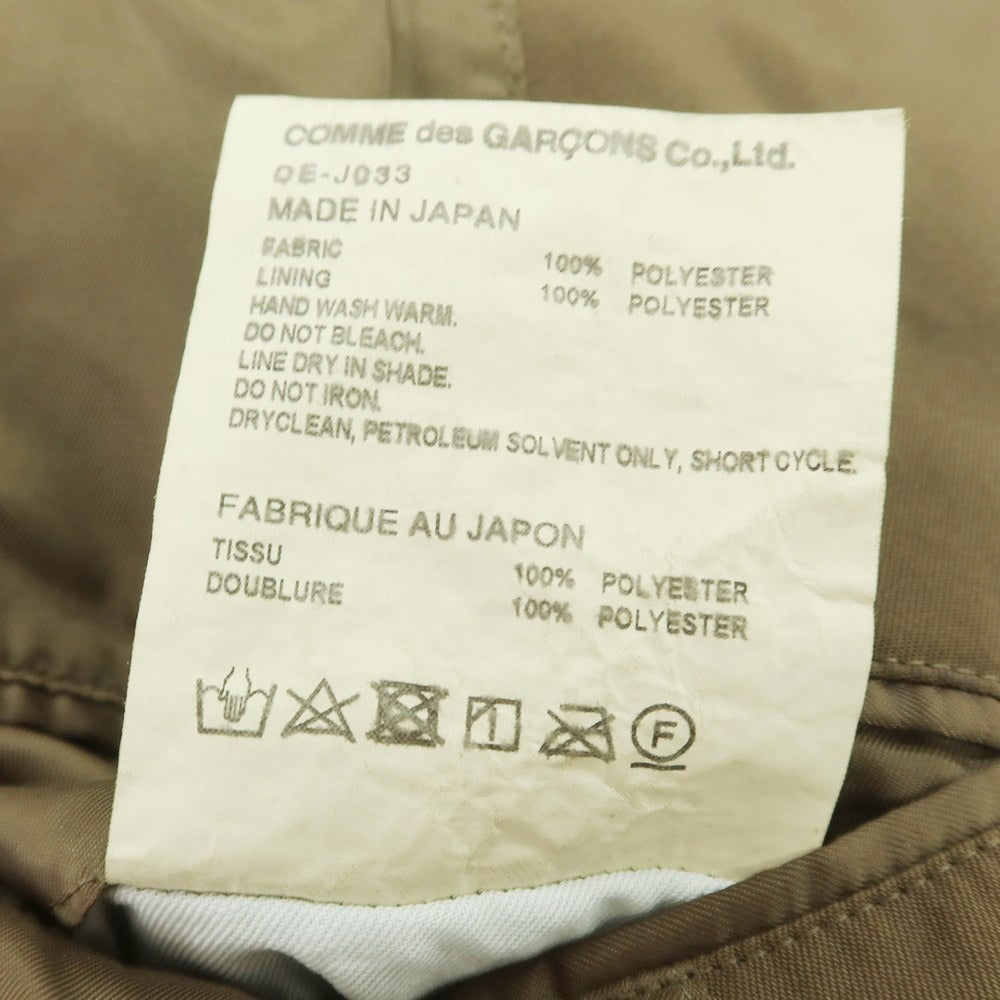 COMME des GARÇONS Co.,Ltd.
OE-J033
MADE IN JAPAN
FABRIC 100% POLYESTER
LINING 100% POLYESTER
HAND WASH WARM.
DO NOT BLEACH.
LINE DRY IN SHADE.
DO NOT IRON.
DRYCLEAN, PETROLEUM SOLVENT ONLY, SHORT CYCLE.
FABRIQUE AU JAPON
TISSU 100% POLYESTER
DOUBLURE 100% POLYESTER
F